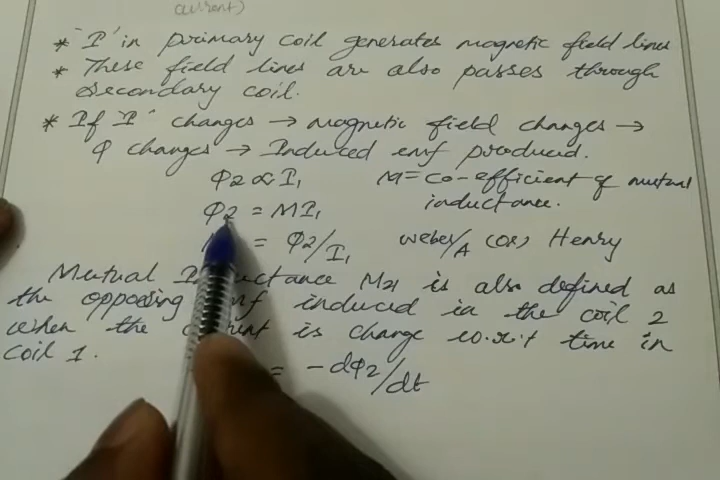 current)
* 'I' in primary coil generates magnetic field lines
* These field lines are also passes through
secondary coil.
* If 'I' changes → magnetic field changes →
φ changes → Induced emf produced.
φ2 ∝ I1 M = co-efficient of mutual
inductance.
φ2 = MI1
= φ2/I1 weber/A (or) Henry
Mutual Inductance M21 is also defined as
the opposing emf induced in the coil 2
when the current is change w.r.t time in
coil 1.
= -dφ2/dt